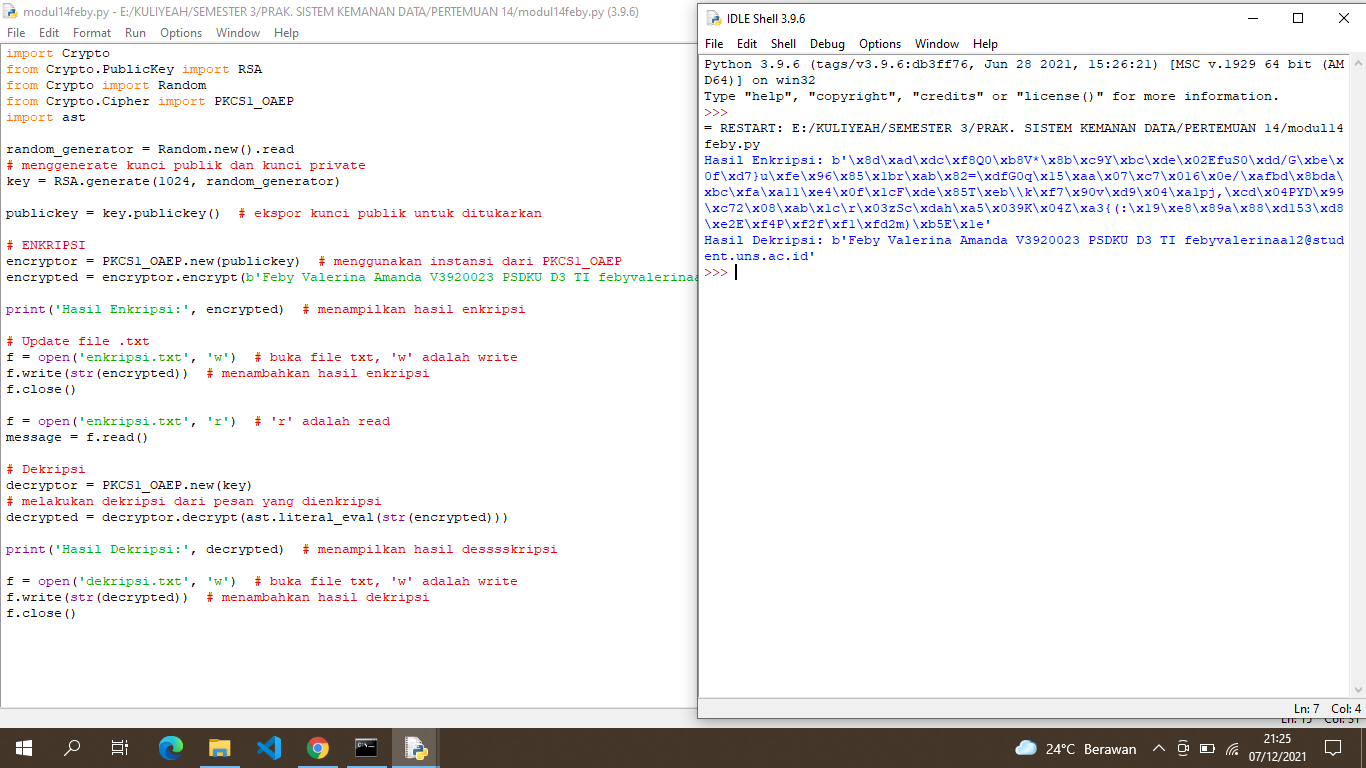 modul14feby.py - E:/KULIYEAH/SEMESTER 3/PRAK. SISTEM KEMANAN DATA/PERTEMUAN 14/modul14feby.py (3.9.6)
File Edit Format Run Options Window Help
import Crypto
from Crypto.PublicKey import RSA
from Crypto import Random
from Crypto.Cipher import PKCS1_OAEP
import ast
random_generator = Random.new().read
# menggenerate kunci publik dan kunci private
key = RSA.generate(1024, random_generator)
publickey = key.publickey()  # ekspor kunci publik untuk ditukarkan
# ENKRIPSI
encryptor = PKCS1_OAEP.new(publickey)  # menggunakan instansi dari PKCS1_OAEP
encrypted = encryptor.encrypt(b'Feby Valerina Amanda V3920023 PSDKU D3 TI febyvalerinaa
print('Hasil Enkripsi:', encrypted)  # menampilkan hasil enkripsi
# Update file .txt
f = open('enkripsi.txt', 'w')  # buka file txt, 'w' adalah write
f.write(str(encrypted))  # menambahkan hasil enkripsi
f.close()
f = open('enkripsi.txt', 'r')  # 'r' adalah read
message = f.read()
# Dekripsi
decryptor = PKCS1_OAEP.new(key)
# melakukan dekripsi dari pesan yang dienkripsi
decrypted = decryptor.decrypt(ast.literal_eval(str(encrypted)))
print('Hasil Dekripsi:', decrypted)  # menampilkan hasil desssskripsi
f = open('dekripsi.txt', 'w')  # buka file txt, 'w' adalah write
f.write(str(decrypted))  # menambahkan hasil dekripsi
f.close()
IDLE Shell 3.9.6
File Edit Shell Debug Options Window Help
Python 3.9.6 (tags/v3.9.6:db3ff76, Jun 28 2021, 15:26:21) [MSC v.1929 64 bit (AM
D64)] on win32
Type "help", "copyright", "credits" or "license()" for more information.
>>>
= RESTART: E:/KULIYEAH/SEMESTER 3/PRAK. SISTEM KEMANAN DATA/PERTEMUAN 14/modul14
feby.py
Hasil Enkripsi: b'\x8d\xad\xdc\xf8Q0\xb8V*\x8b\xc9Y\xbc\xde\x02EfuS0\xdd/G\xbe\x
0f\xd7}u\xfe\x96\x85\x1br\xab\x82=\xdfG0q\x15\xaa\x07\xc7\x016\x0e/\xafbd\x8bda\
xbc\xfa\xa11\xe4\x0f\x1cF\xde\x85T\xeb\\k\xf7\x90v\xd9\x04\xa1pj,\xcd\x04PYD\x99
\xc72\x08\xab\x1c\r\x03zSc\xdah\xa5\x039K\x04Z\xa3{(:\x19\xe8\x89a\x88\xd153\xd8
\xe2E\xf4P\xf2f\xf1\xfd2m)\xb5E\x1e'
Hasil Dekripsi: b'Feby Valerina Amanda V3920023 PSDKU D3 TI febyvalerinaa12@stud
ent.uns.ac.id'
>>>
Ln: 7 Col: 4
24°C Berawan
21:25
07/12/2021